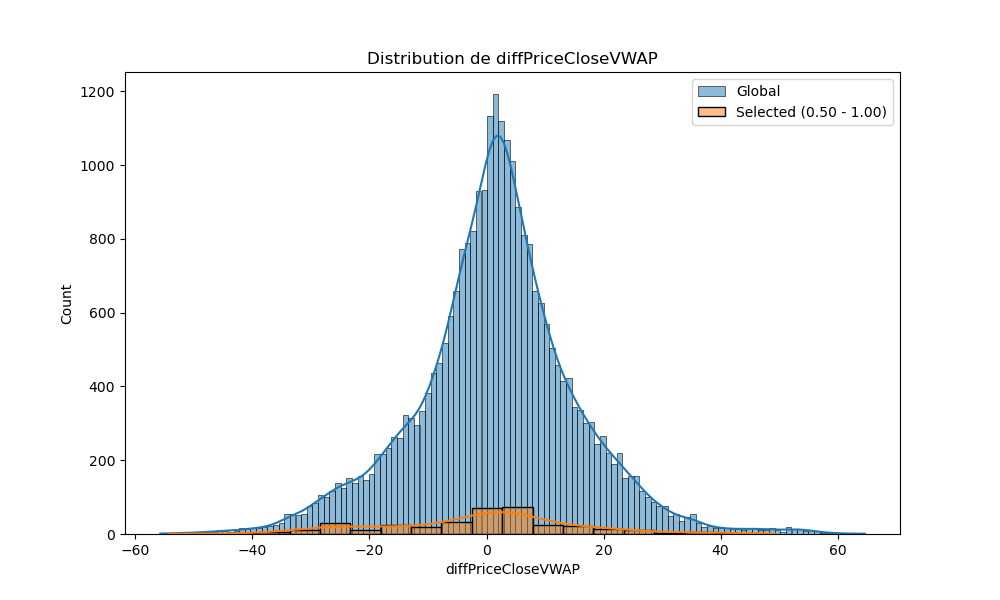 Distribution de diffPriceCloseVWAP
Global
Selected (0.50 - 1.00)
Count
1200
1000
800
600
400
200
0
−60
−40
−20
0
20
40
60
diffPriceCloseVWAP